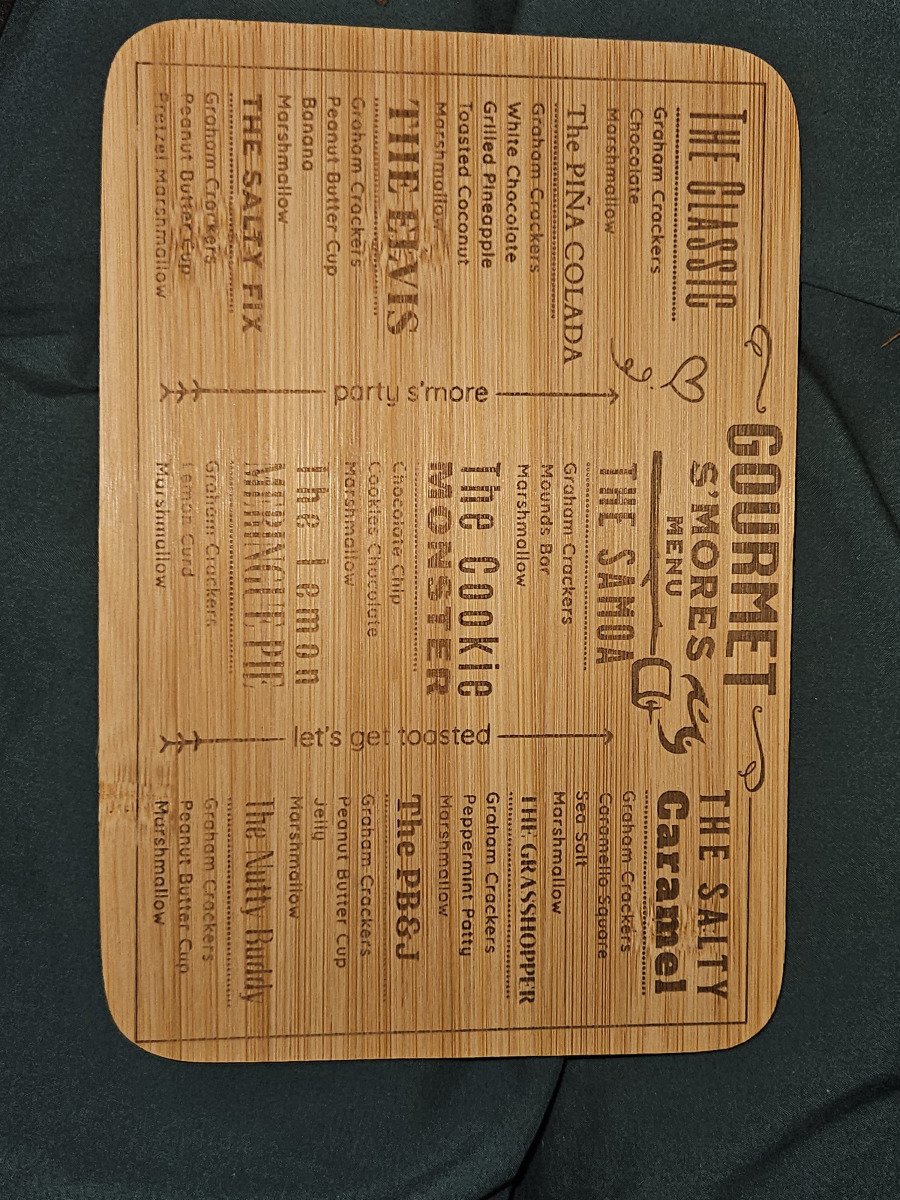 GOURMET
S'MORES
MENU
THE CLASSIC
Graham Crackers
Chocolate
Marshmallow
The PIÑA COLADA
Graham Crackers
White Chocolate
Grilled Pineapple
Toasted Coconut
Marshmallow
THE ELVIS
Graham Crackers
Peanut Butter Cup
Banana
Marshmallow
THE SALTY FIX
Graham Crackers
Peanut Butter Cup
Pretzel Marshmallow
party s'more
THE SAMOA
Graham Crackers
Mounds Bar
Marshmallow
The Cookie
MONSTER
Chocolate Chip
Cookies Chocolate
Marshmallow
The Lemon
MERINGUE PIE
Graham Crackers
Lemon Curd
Marshmallow
let's get toasted
THE SALTY
Caramel
Graham Crackers
Caramello Square
Sea Salt
Marshmallow
THE GRASSHOPPER
Graham Crackers
Peppermint Patty
Marshmallow
The PB&J
Graham Crackers
Peanut Butter Cup
Jelly
Marshmallow
The Nutty Buddy
Graham Crackers
Peanut Butter Cup
Marshmallow